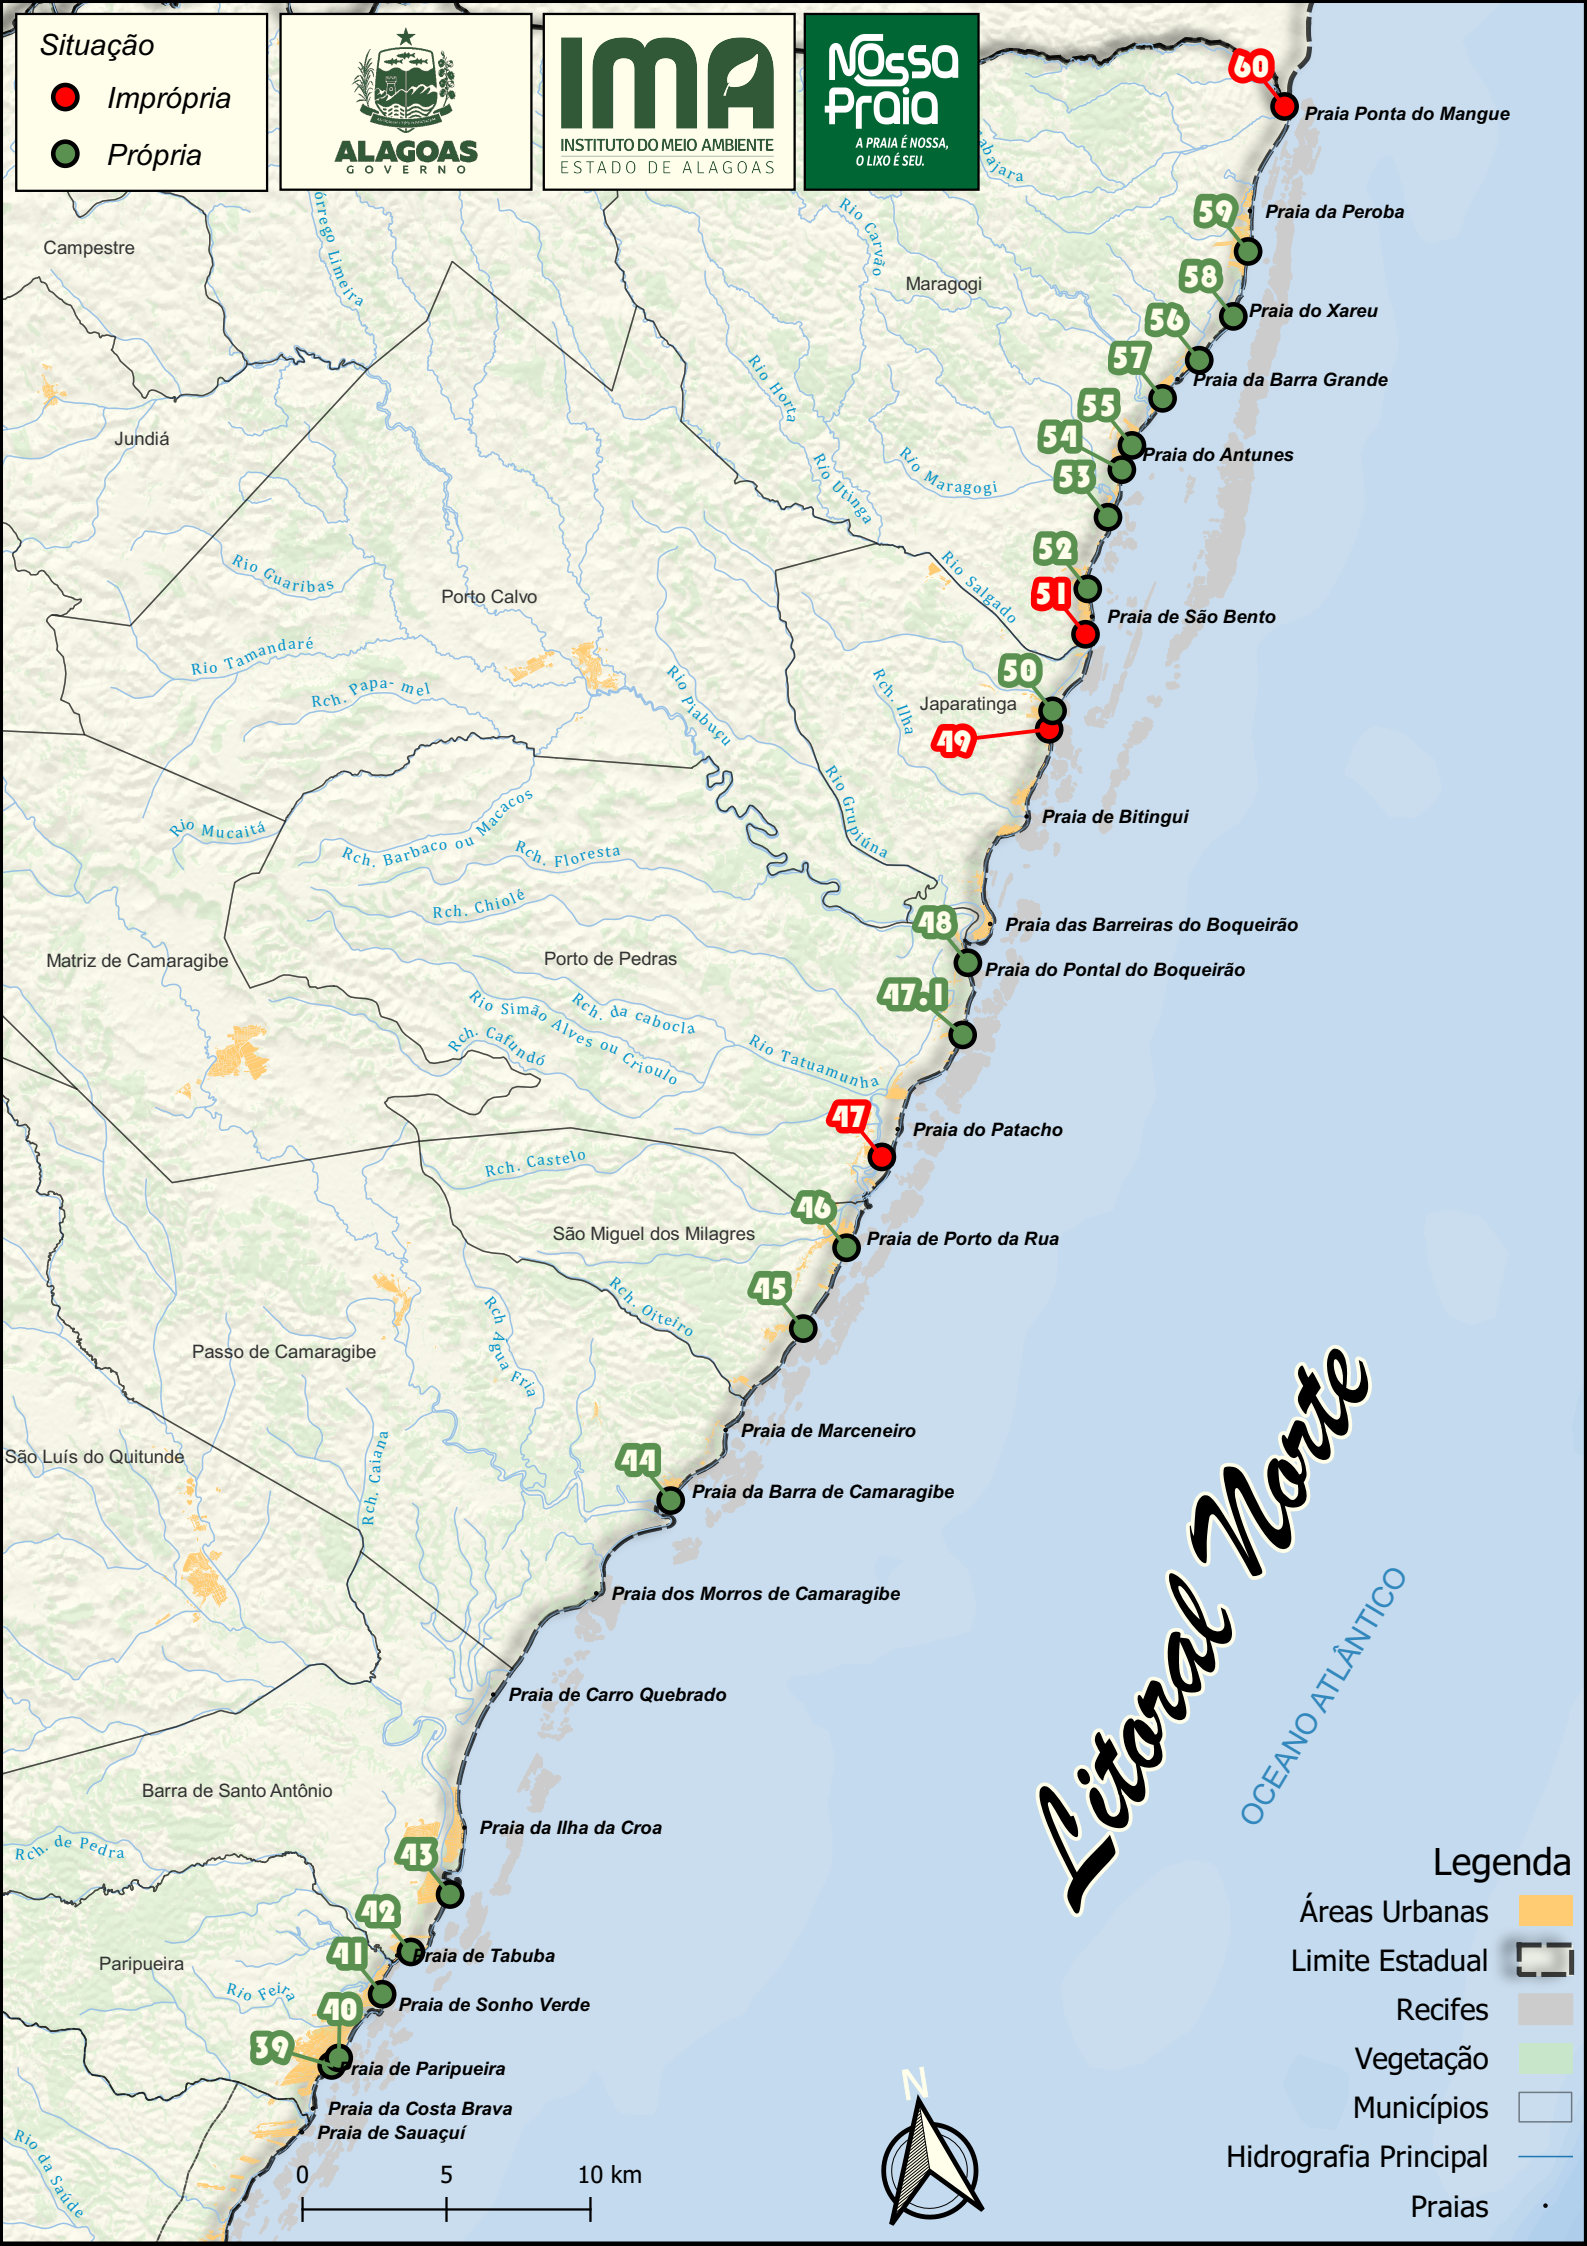 Situação
Imprópria
Própria
ALAGOAS
GOVERNO
IMA
INSTITUTO DO MEIO AMBIENTE
ESTADO DE ALAGOAS
Nossa
Praia
A PRAIA É NOSSA,
O LIXO É SEU.
60
Praia Ponta do Mangue
59
Praia da Peroba
Campestre
Rio Carvão
Maragogi
58
Praia do Xareu
56
57
Praia da Barra Grande
Rio Horta
55
Jundiá
54
Praia do Antunes
53
Rio Maragogi
Rio Utinga
52
Rio Salgado
Rio Guaribas
Porto Calvo
51
Praia de São Bento
Rio Tamandaré
Rch. Papa- mel
Rio Piabuçu
50
Rch. Ilha
Japaratinga
49
Rio Grupiúna
Praia de Bitingui
Rio Mucaitá
Rch. Barbaco ou Macacos
Rch. Floresta
Rch. Chiolé
48
Praia das Barreiras do Boqueirão
Matriz de Camaragibe
Porto de Pedras
Praia do Pontal do Boqueirão
47.1
Rio Simão Alves ou Crioulo
Rch. da cabocla
Rch. Cafundó
Rio Tatuamunha
47
Praia do Patacho
Rch. Castelo
46
São Miguel dos Milagres
Praia de Porto da Rua
45
Rch. Oiteiro
Rch Água Fria
Passo de Camaragibe
Praia de Marceneiro
São Luís do Quitunde
Rch. Caiana
44
Praia da Barra de Camaragibe
Praia dos Morros de Camaragibe
Litoral Norte
OCEANO ATLÂNTICO
Praia de Carro Quebrado
Barra de Santo Antônio
Praia da Ilha da Croa
Rch. de Pedra
43
42
Praia de Tabuba
41
Paripueira
Rio Feira
Praia de Sonho Verde
40
39
Praia de Paripueira
Praia da Costa Brava
Praia de Sauaçuí
Rio da Saúde
0 5 10 km
N
Legenda
Áreas Urbanas
Limite Estadual
Recifes
Vegetação
Municípios
Hidrografia Principal
Praias